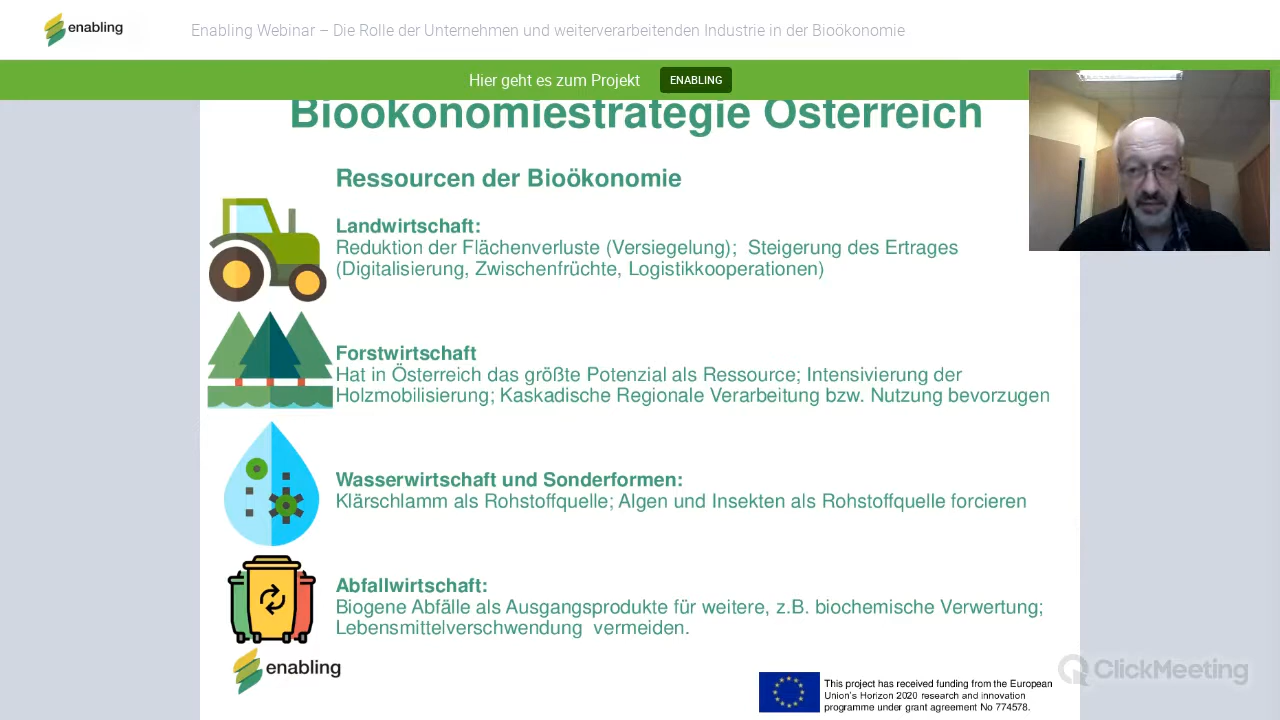 enabling
Enabling Webinar – Die Rolle der Unternehmen und weiterverarbeitenden Industrie in der Bioökonomie
Hier geht es zum Projekt ENABLING
Bioökonomiestrategie Österreich
Ressourcen der Bioökonomie
Landwirtschaft:
Reduktion der Flächenverluste (Versiegelung); Steigerung des Ertrages
(Digitalisierung, Zwischenfrüchte, Logistikkooperationen)
Forstwirtschaft
Hat in Österreich das größte Potenzial als Ressource; Intensivierung der
Holzmobilisierung; Kaskadische Regionale Verarbeitung bzw. Nutzung bevorzugen
Wasserwirtschaft und Sonderformen:
Klärschlamm als Rohstoffquelle; Algen und Insekten als Rohstoffquelle forcieren
Abfallwirtschaft:
Biogene Abfälle als Ausgangsprodukte für weitere, z.B. biochemische Verwertung;
Lebensmittelverschwendung vermeiden.
enabling
ClickMeeting
This project has received funding from the European
Union's Horizon 2020 research and innovation
programme under grant agreement No 774578.